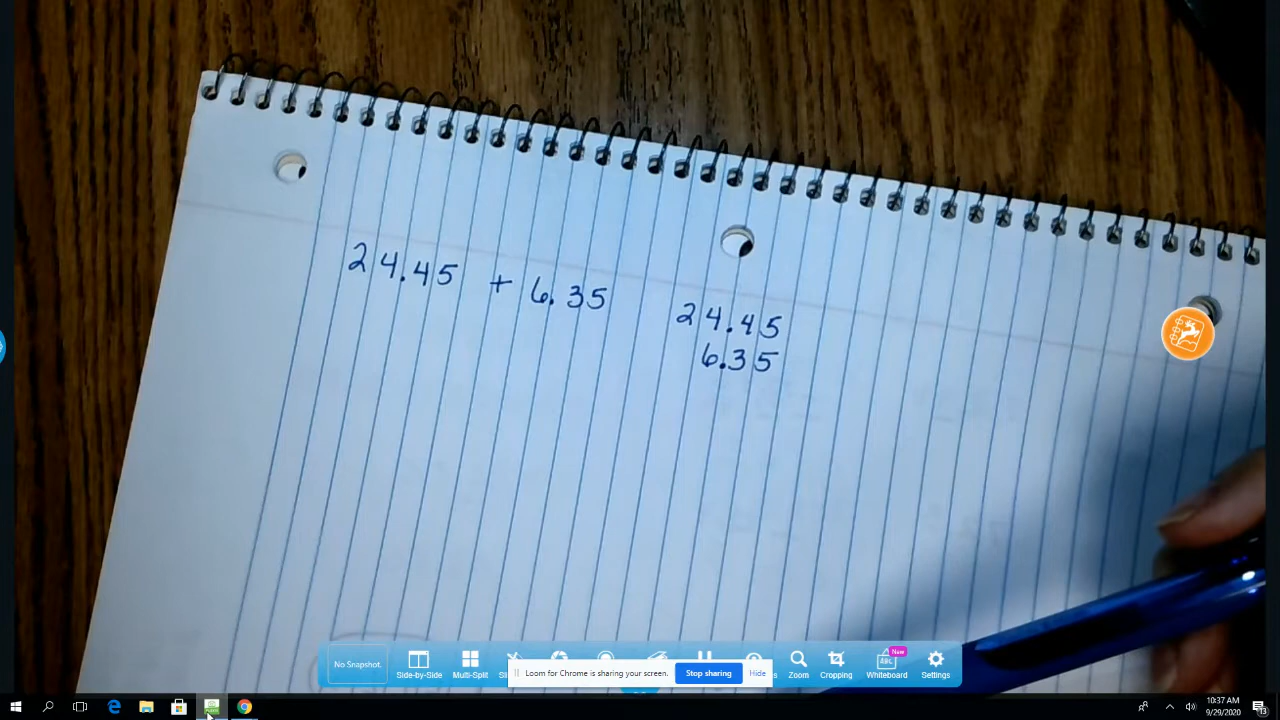 24.45 + 6.35
24.45
6.35
No Snapshot.
Side-by-Side
Multi-Split
Loom for Chrome is sharing your screen.
Stop sharing
Hide
Zoom
Cropping
New
Whiteboard
Settings
10:37 AM
9/29/2020
13